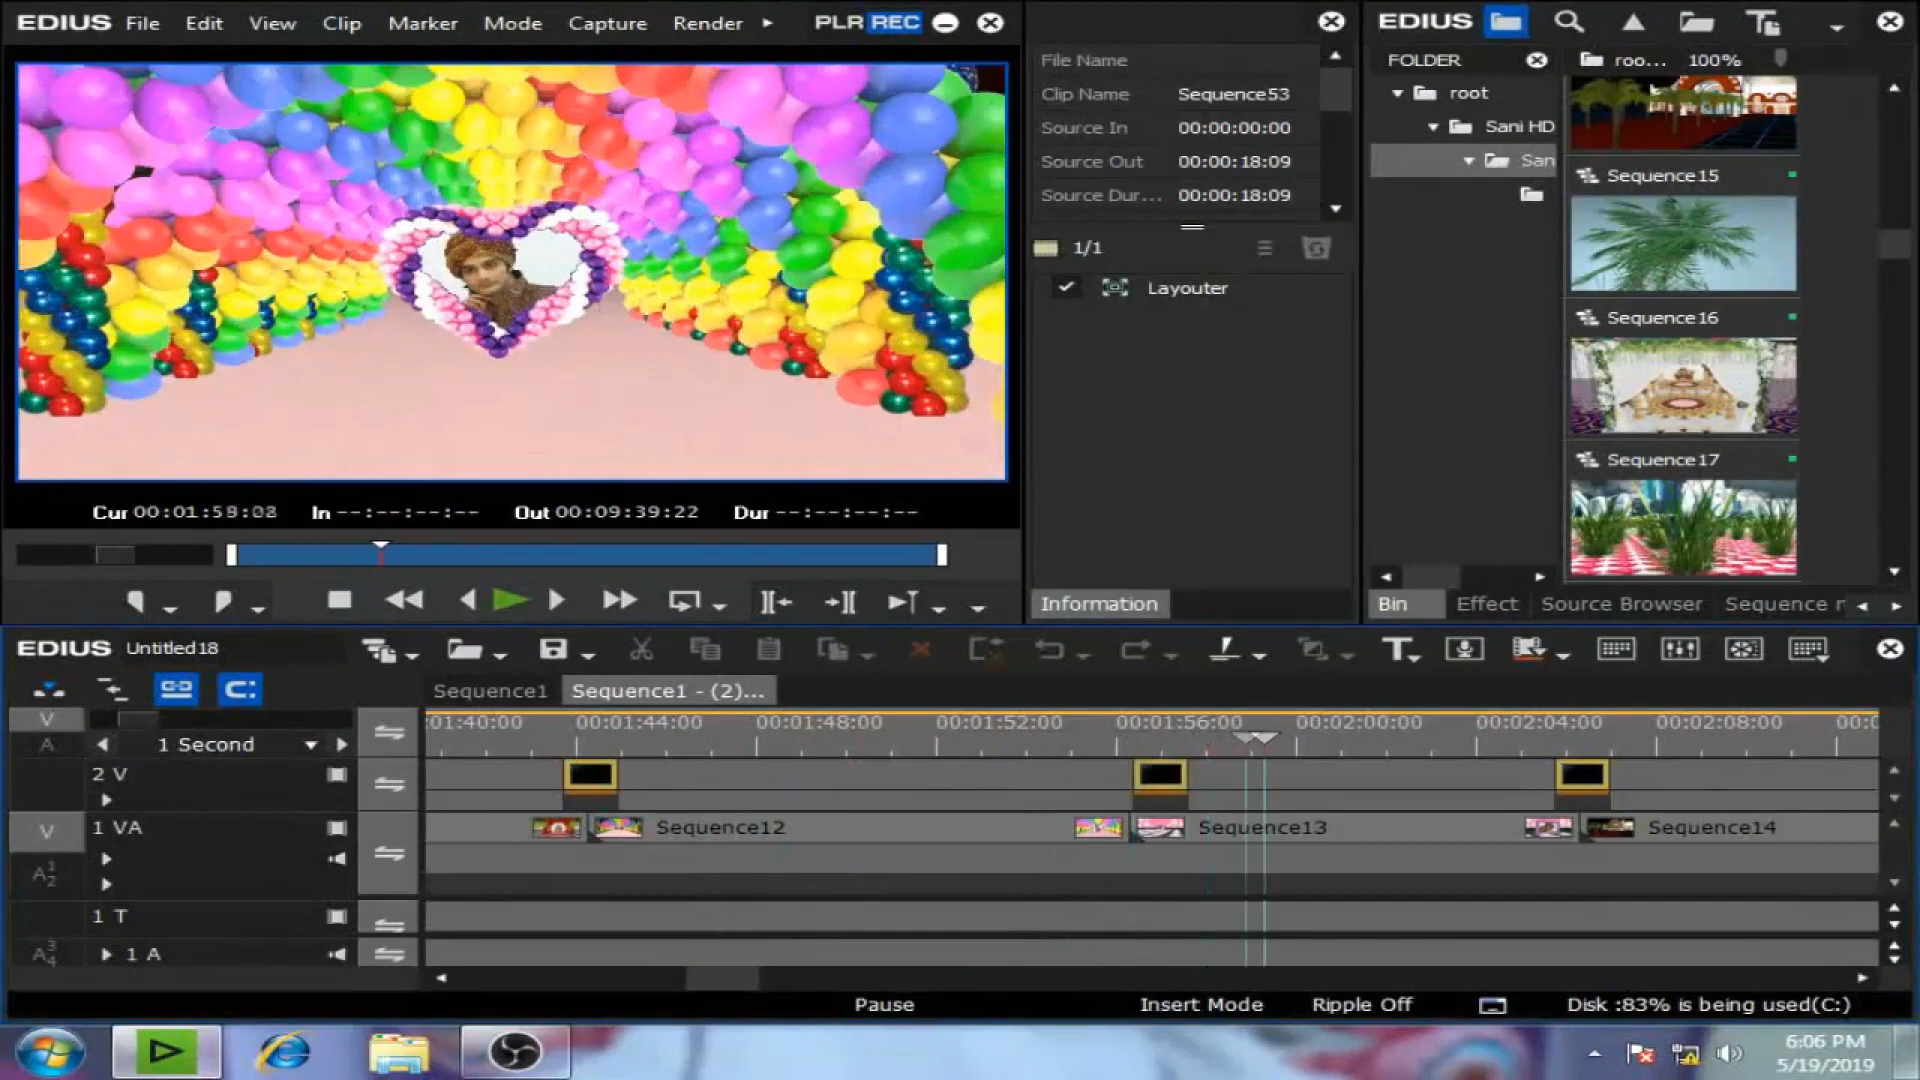 EDIUS File Edit View Clip Marker Mode Capture Render PLR REC
Cur 00:01:58:08 In --:--:--:-- Out 00:09:39:22 Dur --:--:--:--
File Name
Clip Name Sequence53
Source In 00:00:00:00
Source Out 00:00:18:09
Source Dur... 00:00:18:09
1/1
Layouter
Information
EDIUS
FOLDER
roo... 100%
root
Sani HD
San
Sequence15
Sequence16
Sequence17
Bin Effect Source Browser Sequence
EDIUS Untitled18
Sequence1 Sequence1 - (2)...
:01:40:00 00:01:44:00 00:01:48:00 00:01:52:00 00:01:56:00 00:02:00:00 00:02:04:00 00:02:08:00
V
A 1 Second
2 V
V 1 VA Sequence12 Sequence13 Sequence14
A 1 2
1 T
A 3 4 1 A
Pause Insert Mode Ripple Off Disk :83% is being used(C:)
6:06 PM
5/19/2019